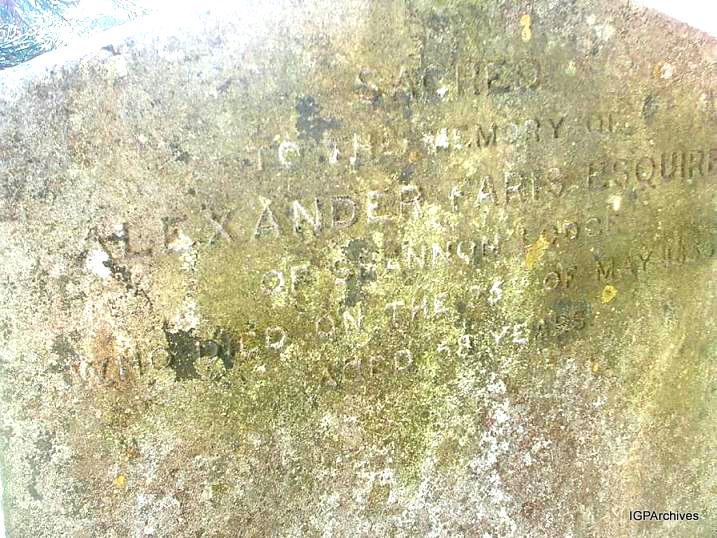 SACRED
TO THE MEMORY OF
ALEXANDER FARIS ESQUIRE
OF SHANNON LODGE
WHO DIED ON THE OF MAY
AGED YEARS
IGPArchives